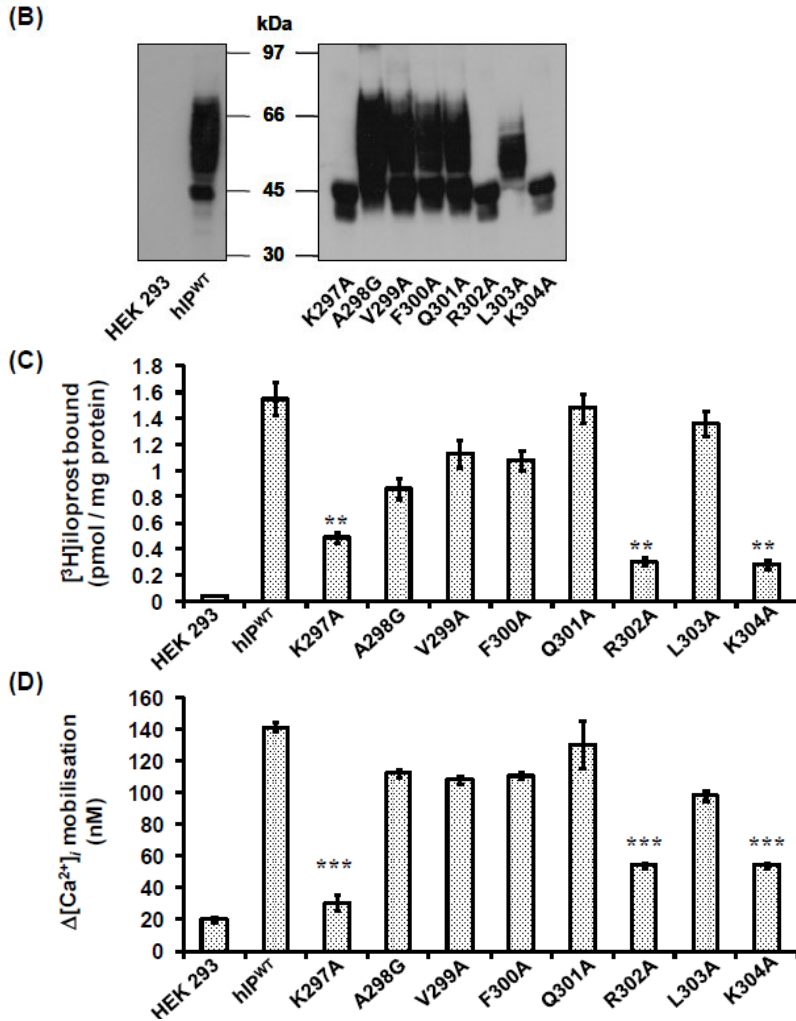 (B)
kDa
97
66
45
30
HEK 293
hIPWT
K297A
A298G
V299A
F300A
Q301A
R302A
L303A
K304A
(C)
[³H]iloprost bound
(pmol / mg protein)
1.8
1.6
1.4
1.2
1
0.8
0.6
0.4
0.2
0
**
**
**
HEK 293
hIPWT
K297A
A298G
V299A
F300A
Q301A
R302A
L303A
K304A
(D)
Δ[Ca²⁺]ᵢ mobilisation
(nM)
160
140
120
100
80
60
40
20
0
***
***
***
HEK 293
hIPWT
K297A
A298G
V299A
F300A
Q301A
R302A
L303A
K304A